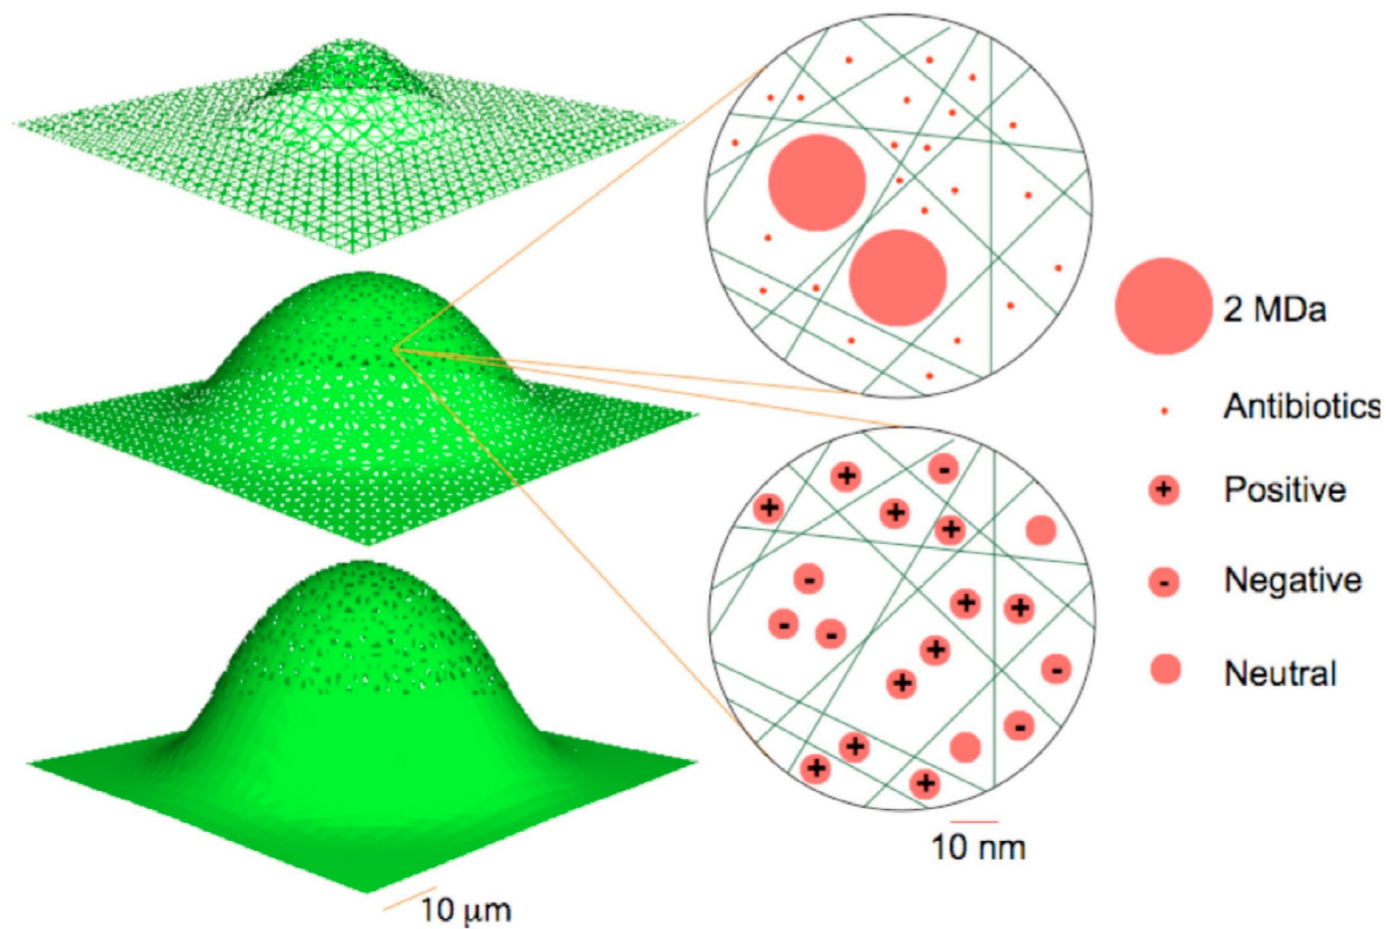 2 MDa
Antibiotics
+ Positive
- Negative
Neutral
+
-
+
+
+
-
+
+
-
-
+
-
+
-
+
+
+
10 nm
10 μm